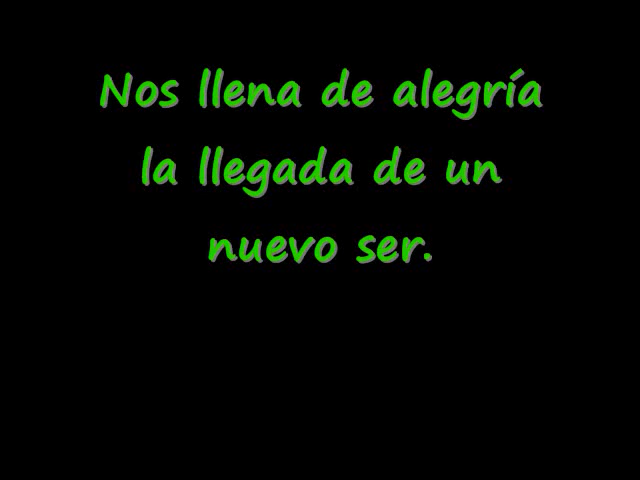 Nos llena de alegría
la llegada de un
nuevo ser.